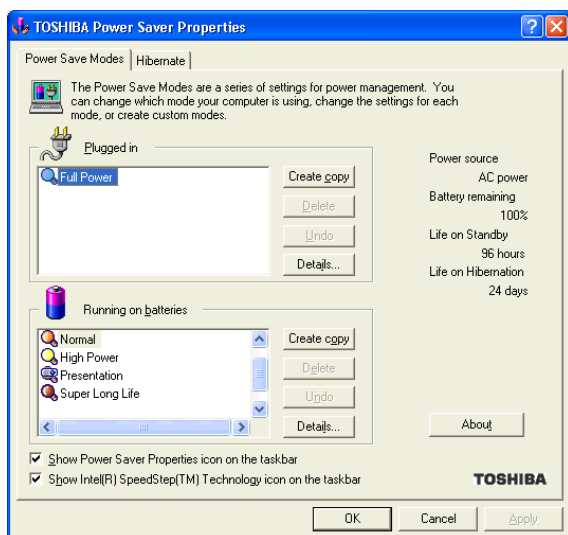 TOSHIBA Power Saver Properties
Power Save Modes
Hibernate
The Power Save Modes are a series of settings for power management. You
can change which mode your computer is using, change the settings for each
mode, or create custom modes.
Plugged in
Full Power
Create copy
Delete
Undo
Details...
Power source
AC power
Battery remaining
100%
Life on Standby
96 hours
Life on Hibernation
24 days
Running on batteries
Normal
High Power
Presentation
Super Long Life
Create copy
Delete
Undo
Details...
About
Show Power Saver Properties icon on the taskbar
Show Intel(R) SpeedStep(TM) Technology icon on the taskbar
TOSHIBA
OK
Cancel
Apply